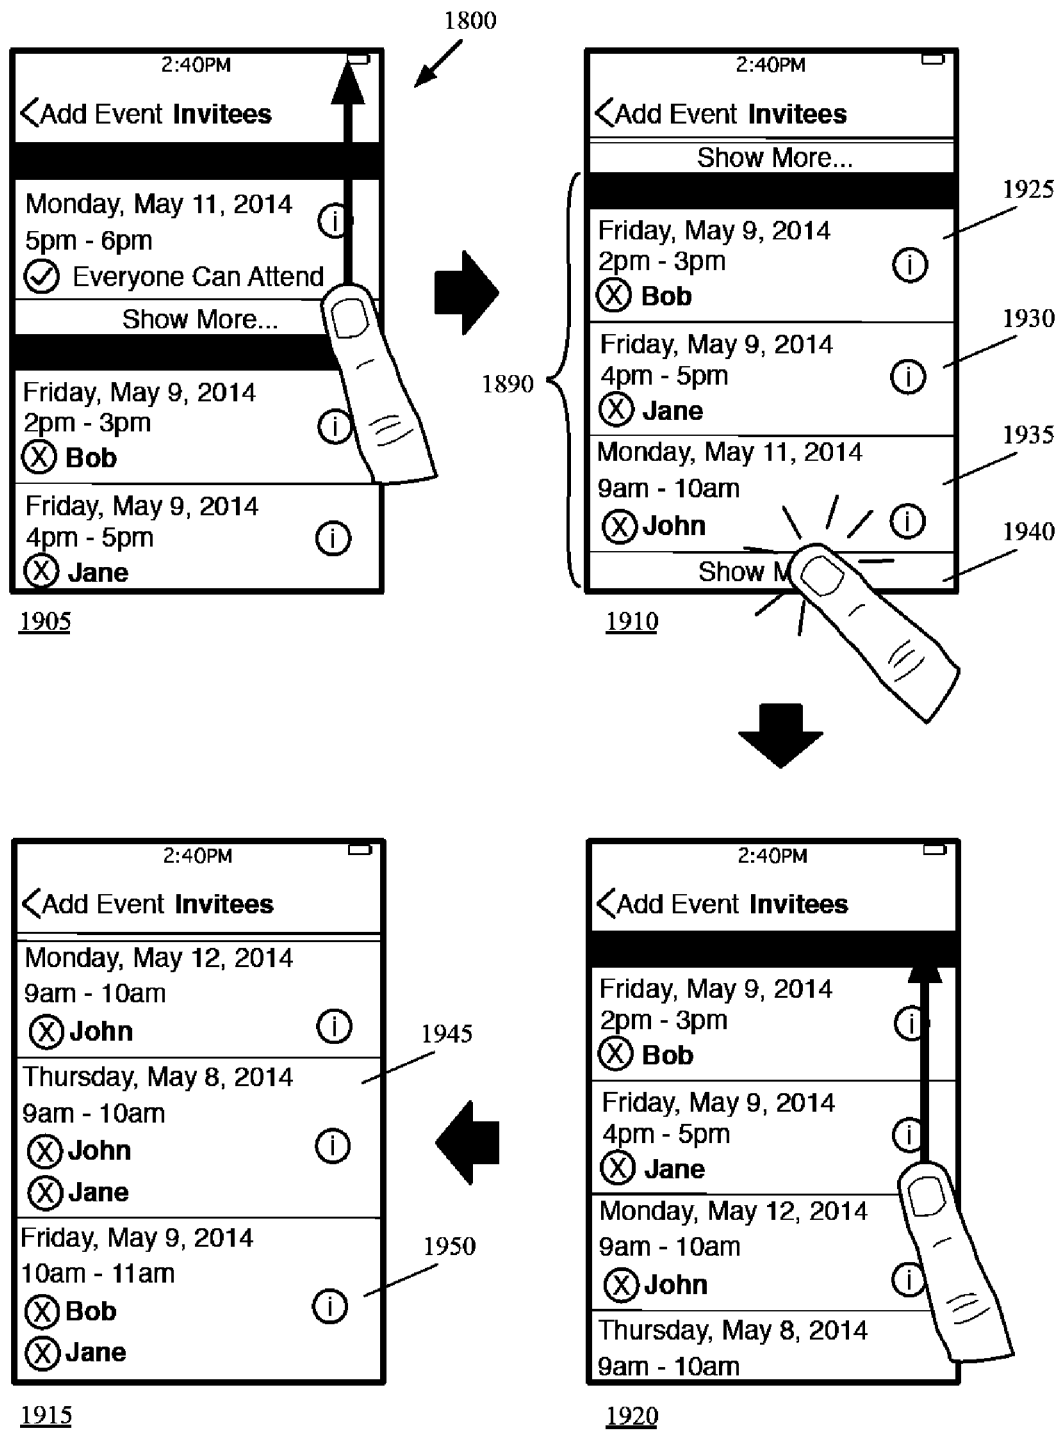 1800
2:40PM
Add Event Invitees
Monday, May 11, 2014
5pm - 6pm
i
Everyone Can Attend
Show More...
Friday, May 9, 2014
2pm - 3pm
i
X Bob
Friday, May 9, 2014
4pm - 5pm
i
X Jane
1905
2:40PM
Add Event Invitees
Show More...
1925
Friday, May 9, 2014
2pm - 3pm
i
X Bob
1930
Friday, May 9, 2014
4pm - 5pm
i
1890
X Jane
1935
Monday, May 11, 2014
9am - 10am
i
X John
1940
Show M
1910
2:40PM
Add Event Invitees
Monday, May 12, 2014
9am - 10am
X John
i
1945
Thursday, May 8, 2014
9am - 10am
X John
i
X Jane
1950
Friday, May 9, 2014
10am - 11am
X Bob
i
X Jane
1915
2:40PM
Add Event Invitees
Friday, May 9, 2014
2pm - 3pm
i
X Bob
Friday, May 9, 2014
4pm - 5pm
i
X Jane
Monday, May 12, 2014
9am - 10am
X John
i
Thursday, May 8, 2014
9am - 10am
1920